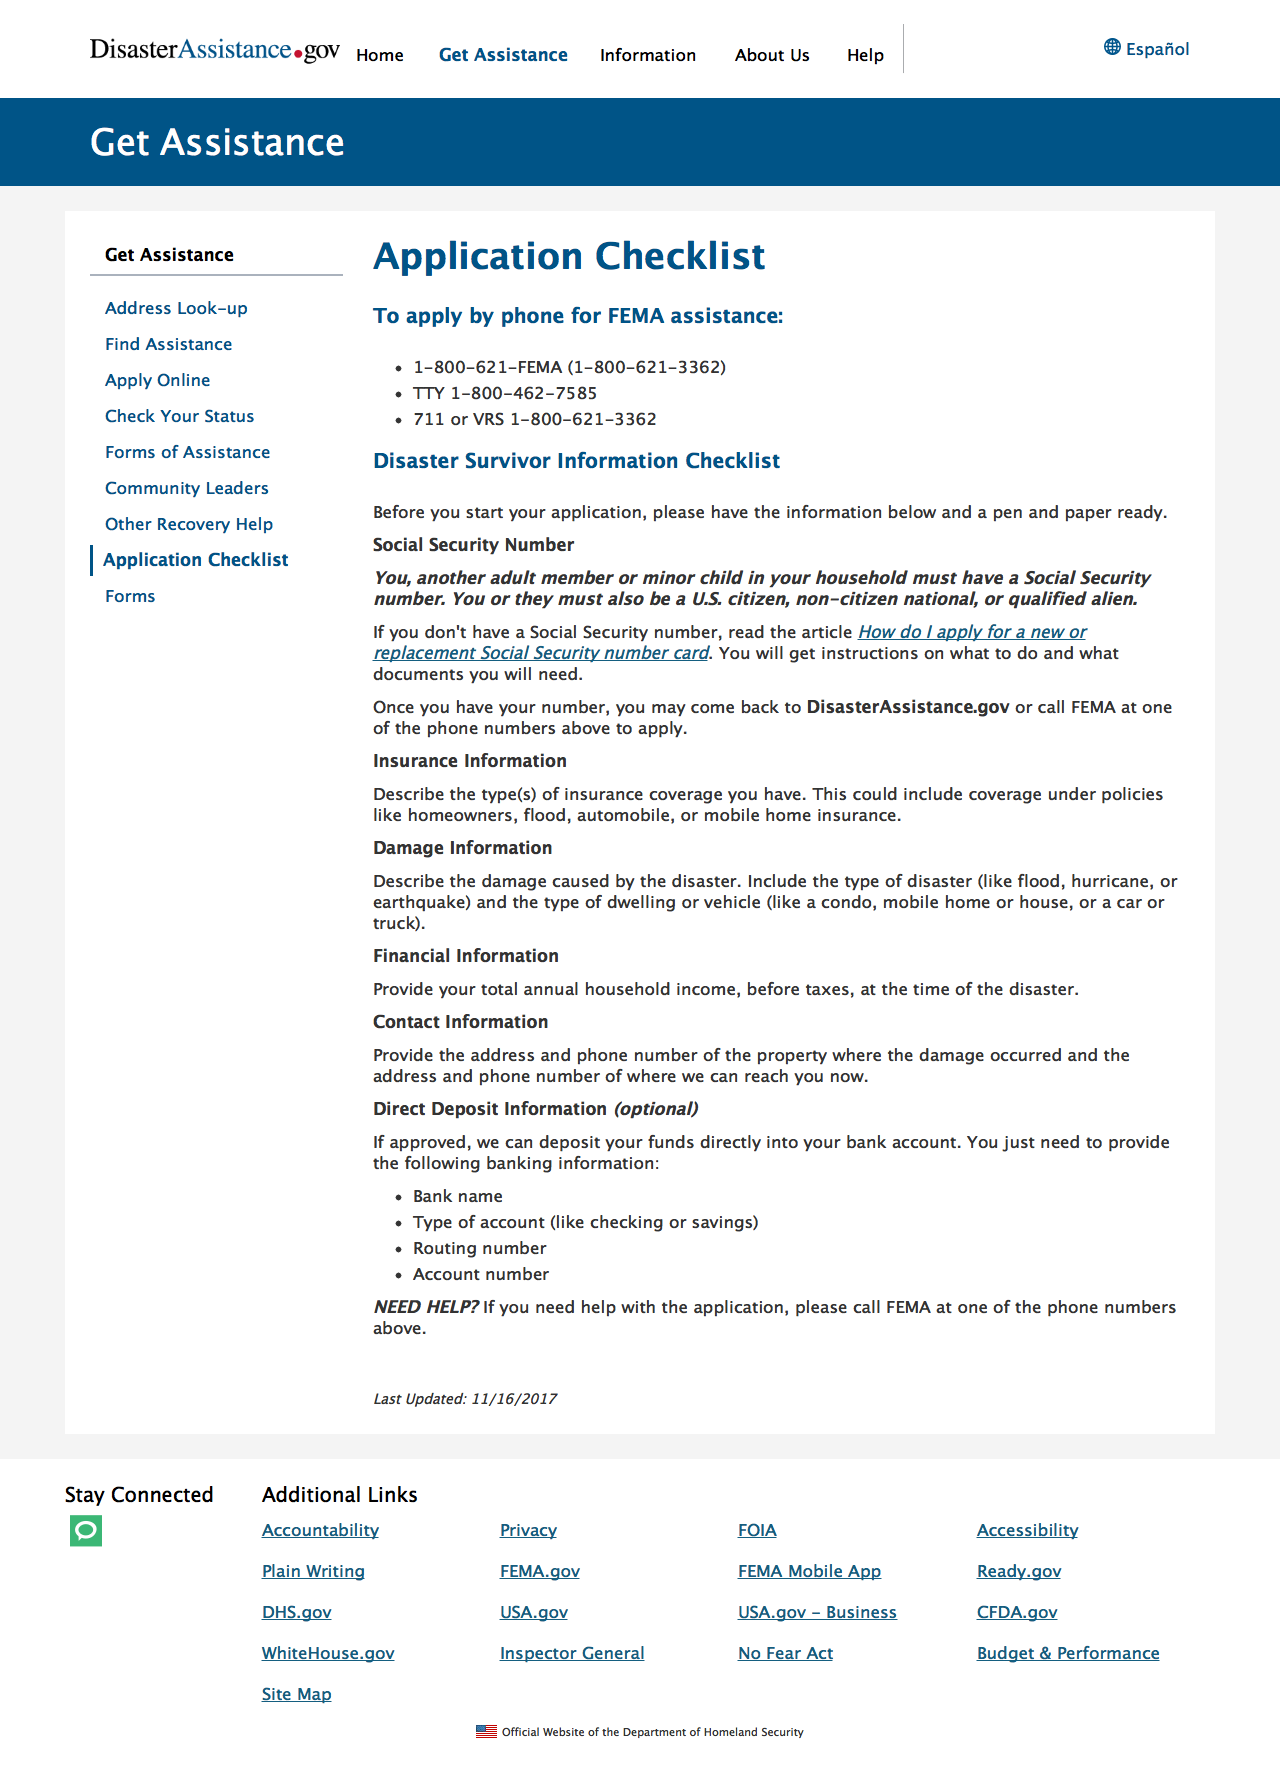 DisasterAssistance.gov
Home
Get Assistance
Information
About Us
Help
Español
Get Assistance
Get Assistance
Address Look-up
Find Assistance
Apply Online
Check Your Status
Forms of Assistance
Community Leaders
Other Recovery Help
Application Checklist
Forms
Application Checklist
To apply by phone for FEMA assistance:
• 1-800-621-FEMA (1-800-621-3362)
• TTY 1-800-462-7585
• 711 or VRS 1-800-621-3362
Disaster Survivor Information Checklist
Before you start your application, please have the information below and a pen and paper ready.
Social Security Number
You, another adult member or minor child in your household must have a Social Security
number. You or they must also be a U.S. citizen, non-citizen national, or qualified alien.
If you don't have a Social Security number, read the article How do I apply for a new or
replacement Social Security number card. You will get instructions on what to do and what
documents you will need.
Once you have your number, you may come back to DisasterAssistance.gov or call FEMA at one
of the phone numbers above to apply.
Insurance Information
Describe the type(s) of insurance coverage you have. This could include coverage under policies
like homeowners, flood, automobile, or mobile home insurance.
Damage Information
Describe the damage caused by the disaster. Include the type of disaster (like flood, hurricane, or
earthquake) and the type of dwelling or vehicle (like a condo, mobile home or house, or a car or
truck).
Financial Information
Provide your total annual household income, before taxes, at the time of the disaster.
Contact Information
Provide the address and phone number of the property where the damage occurred and the
address and phone number of where we can reach you now.
Direct Deposit Information (optional)
If approved, we can deposit your funds directly into your bank account. You just need to provide
the following banking information:
• Bank name
• Type of account (like checking or savings)
• Routing number
• Account number
NEED HELP? If you need help with the application, please call FEMA at one of the phone numbers
above.
Last Updated: 11/16/2017
Stay Connected
Additional Links
Accountability
Privacy
FOIA
Accessibility
Plain Writing
FEMA.gov
FEMA Mobile App
Ready.gov
DHS.gov
USA.gov
USA.gov - Business
CFDA.gov
WhiteHouse.gov
Inspector General
No Fear Act
Budget & Performance
Site Map
Official Website of the Department of Homeland Security